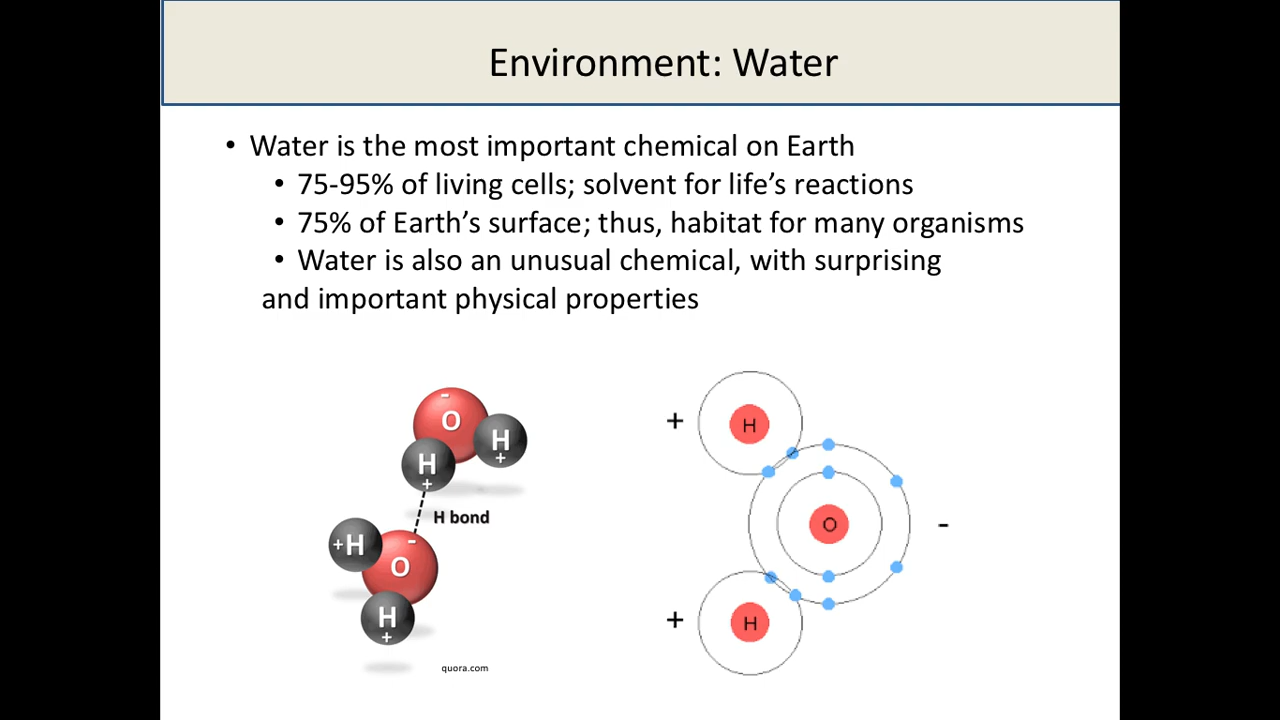 Environment: Water
• Water is the most important chemical on Earth
• 75-95% of living cells; solvent for life's reactions
• 75% of Earth's surface; thus, habitat for many organisms
• Water is also an unusual chemical, with surprising
and important physical properties
-
O
H
+
H
+
H bond
+H
-
O
H
+
quora.com
+
H
O
-
+
H